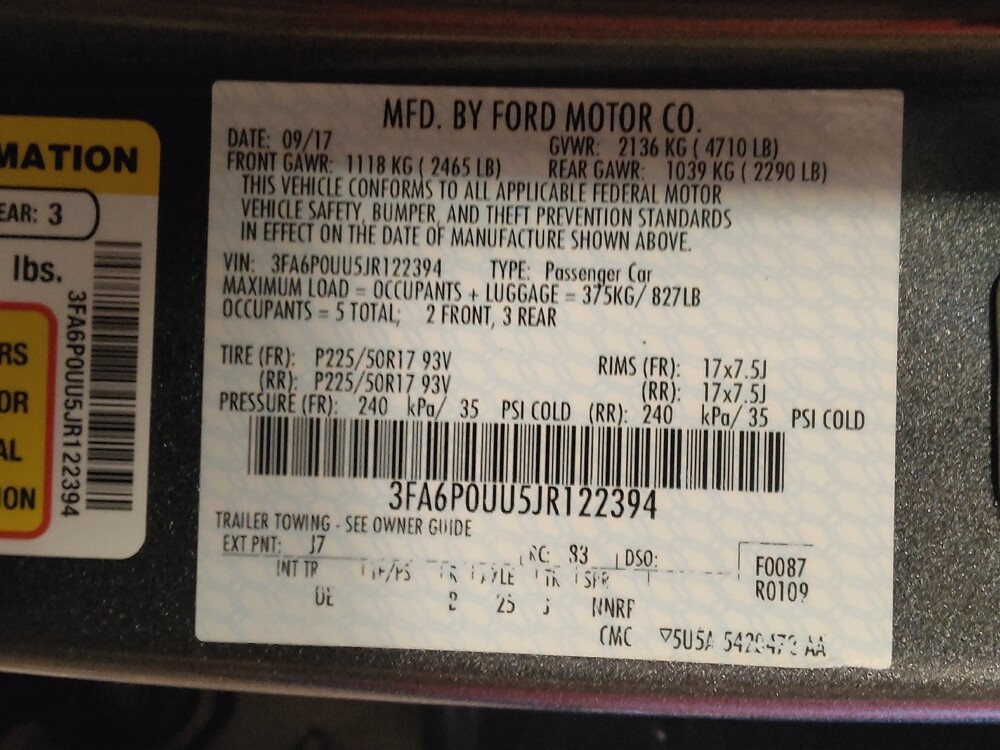 MATION
EAR: 3
lbs.
3FA6P0UU5JR122394
RS
OR
AL
ION
MFD. BY FORD MOTOR CO.
DATE: 09/17 GVWR: 2136 KG ( 4710 LB)
FRONT GAWR: 1118 KG ( 2465 LB) REAR GAWR: 1039 KG ( 2290 LB)
THIS VEHICLE CONFORMS TO ALL APPLICABLE FEDERAL MOTOR
VEHICLE SAFETY, BUMPER, AND THEFT PREVENTION STANDARDS
IN EFFECT ON THE DATE OF MANUFACTURE SHOWN ABOVE.
VIN: 3FA6P0UU5JR122394 TYPE: Passenger Car
MAXIMUM LOAD = OCCUPANTS + LUGGAGE = 375KG/ 827LB
OCCUPANTS = 5 TOTAL; 2 FRONT, 3 REAR
TIRE (FR): P225/50R17 93V RIMS (FR): 17x7.5J
(RR): P225/50R17 93V (RR): 17x7.5J
PRESSURE (FR): 240 kPa/ 35 PSI COLD (RR): 240 kPa/ 35 PSI COLD
3FA6P0UU5JR122394
TRAILER TOWING - SEE OWNER GUIDE
EXT PNT: J7 RC: 83 DSO: F0087
INT TR R0109
DE 25 J NNRF
CMC ▽5U5A